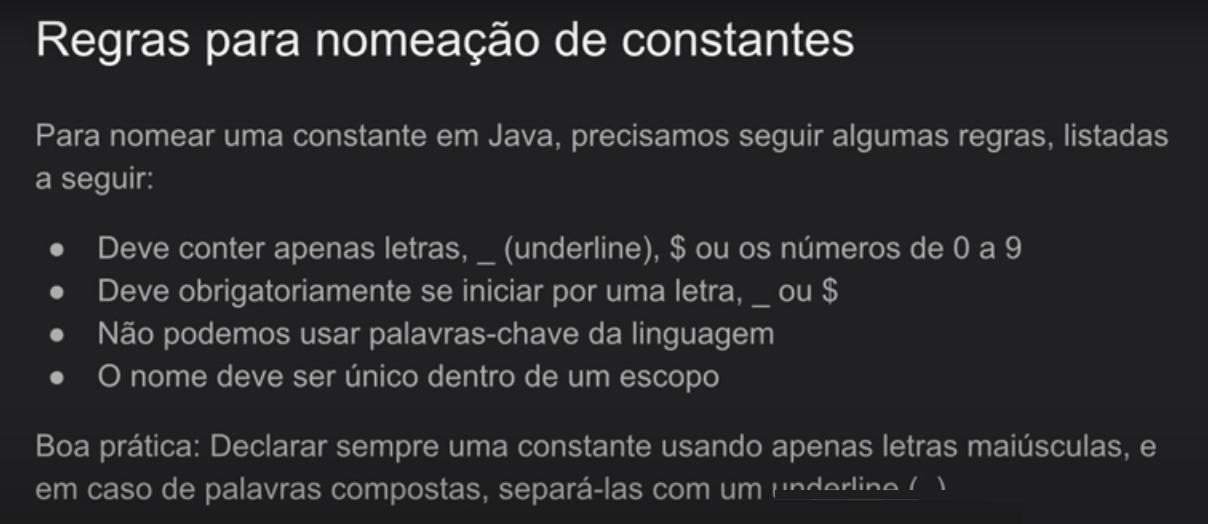 Regras para nomeação de constantes
Para nomear uma constante em Java, precisamos seguir algumas regras, listadas
a seguir:
● Deve conter apenas letras, _ (underline), $ ou os números de 0 a 9
● Deve obrigatoriamente se iniciar por uma letra, _ ou $
● Não podemos usar palavras-chave da linguagem
● O nome deve ser único dentro de um escopo
Boa prática: Declarar sempre uma constante usando apenas letras maiúsculas, e
em caso de palavras compostas, separá-las com um underline (_)